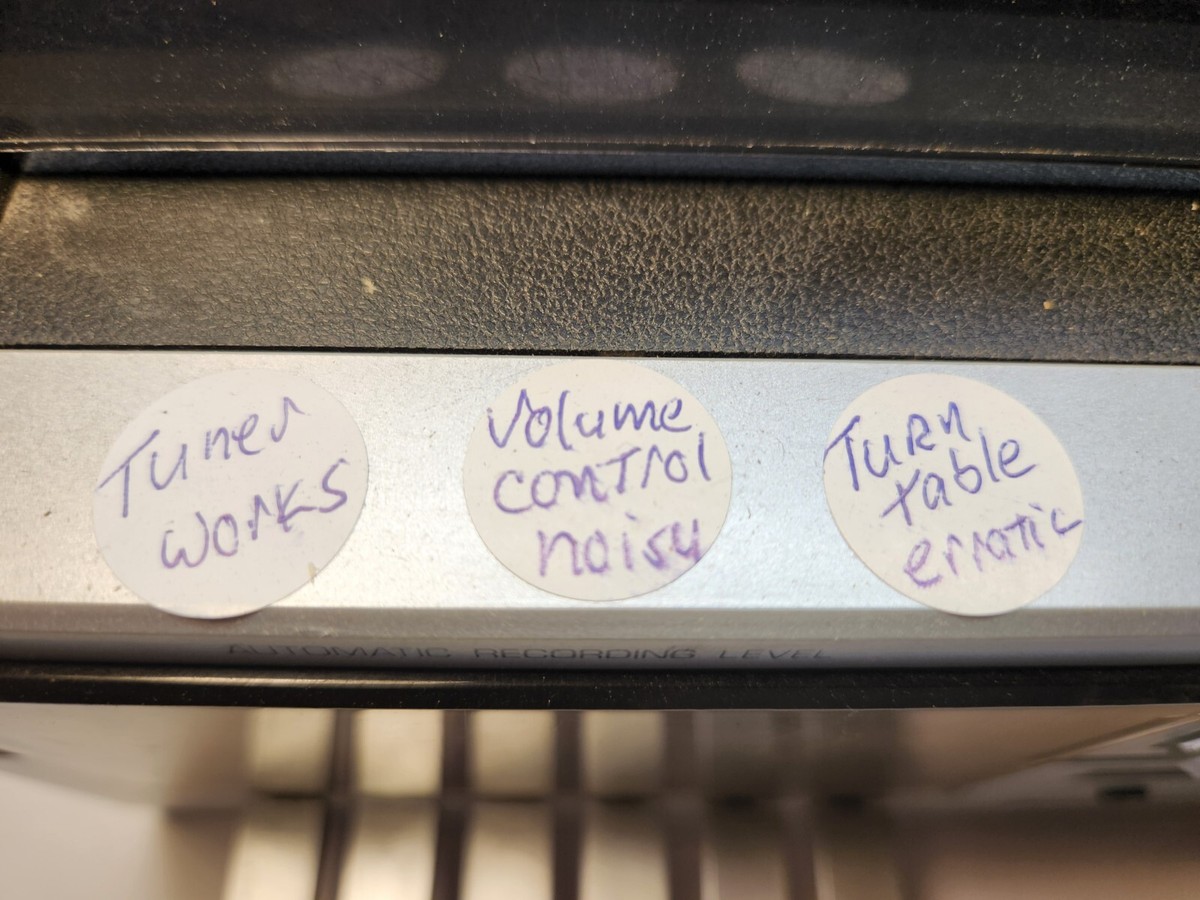 Tuner
works
Volume
control
noisy
Turn
table
erratic
AUTOMATIC RECORDING LEVEL